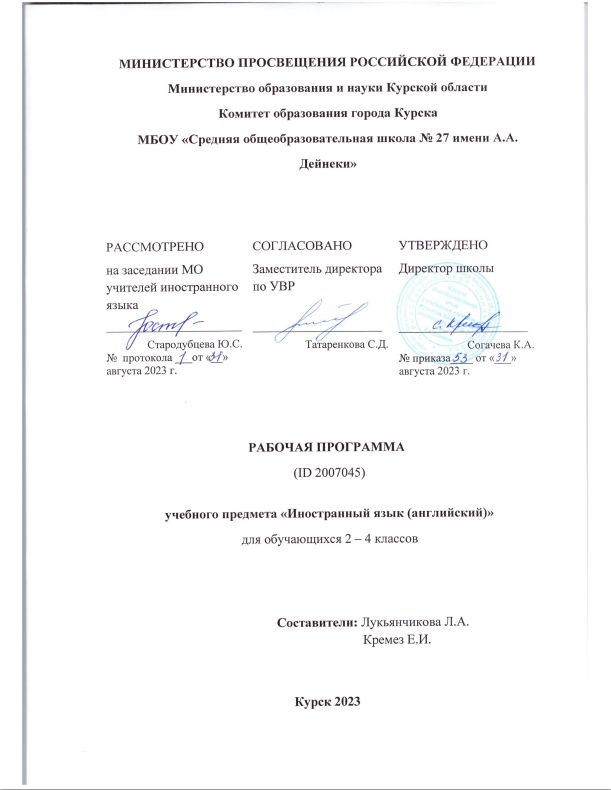 МИНИСТЕРСТВО ПРОСВЕЩЕНИЯ РОССИЙСКОЙ ФЕДЕРАЦИИ
Министерство образования и науки Курской области
Комитет образования города Курска
МБОУ «Средняя общеобразовательная школа № 27 имени А.А.
Дейнеки»
РАССМОТРЕНО
на заседании МО
учителей иностранного
языка
Стародубцева Ю.С.
№ протокола 1 от «31»
августа 2023 г.
СОГЛАСОВАНО
Заместитель директора
по УВР
Татаренкова С.Д.
УТВЕРЖДЕНО
Директор школы
Согачева К.А.
№ приказа 53 от «31»
августа 2023 г.
РАБОЧАЯ ПРОГРАММА
(ID 2007045)
учебного предмета «Иностранный язык (английский)»
для обучающихся 2 – 4 классов
Составители: Лукьянчикова Л.А.
Кремез Е.И.
Курск 2023